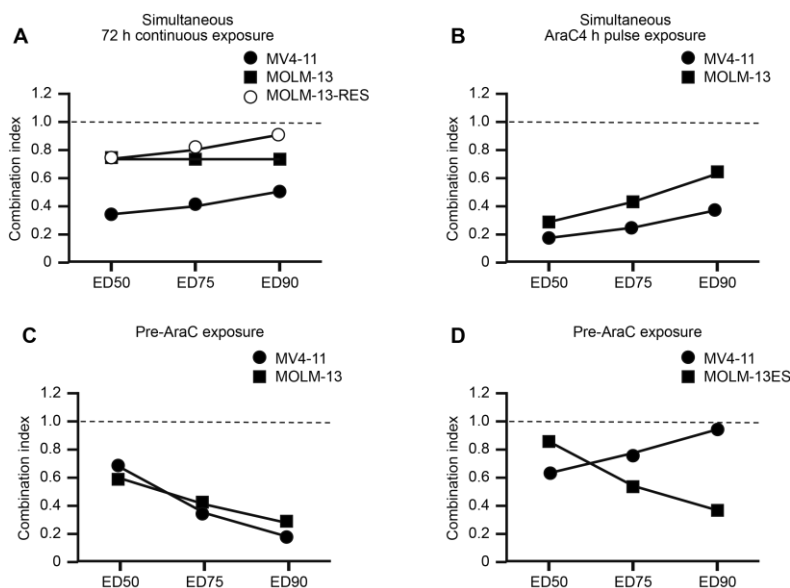 A
Simultaneous
72 h continuous exposure
MV4-11
MOLM-13
MOLM-13-RES
Combination index
1.2
1.0
0.8
0.6
0.4
0.2
0
ED50 ED75 ED90
B
Simultaneous
AraC4 h pulse exposure
MV4-11
MOLM-13
Combination index
1.2
1.0
0.8
0.6
0.4
0.2
0
ED50 ED75 ED90
C
Pre-AraC exposure
MV4-11
MOLM-13
Combination index
1.2
1.0
0.8
0.6
0.4
0.2
0
ED50 ED75 ED90
D
Pre-AraC exposure
MV4-11
MOLM-13ES
Combination index
1.2
1.0
0.8
0.6
0.4
0.2
0
ED50 ED75 ED90